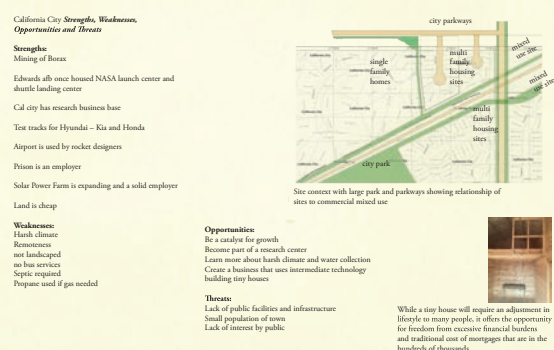 California City Strengths, Weaknesses,
Opportunities and Threats
Strengths:
Mining of Borax
Edwards afb once housed NASA launch center and
shuttle landing center
Cal city has research business base
Test tracks for Hyundai – Kia and Honda
Airport is used by rocket designers
Prison is an employer
Solar Power Farm is expanding and a solid employer
Land is cheap
Weaknesses:
Harsh climate
Remoteness
not landscaped
no bus services
Septic required
Propane used if gas needed
Opportunities:
Be a catalyst for growth
Become part of a research center
Learn more about harsh climate and water collection
Create a business that uses intermediate technology
building tiny houses
Threats:
Lack of public facilities and infrastructure
Small population of town
Lack of interest by public
city parkways
single
family
homes
multi
family
housing
sites
mixed
use site
mixed
use site
multi
family
housing
sites
city park
Site context with large park and parkways showing relationship of
sites to commercial mixed use
While a tiny house will require an adjustment in
lifestyle to many people, it offers the opportunity
for freedom from excessive financial burdens
and traditional cost of mortgages that are in the
hundreds of thousands